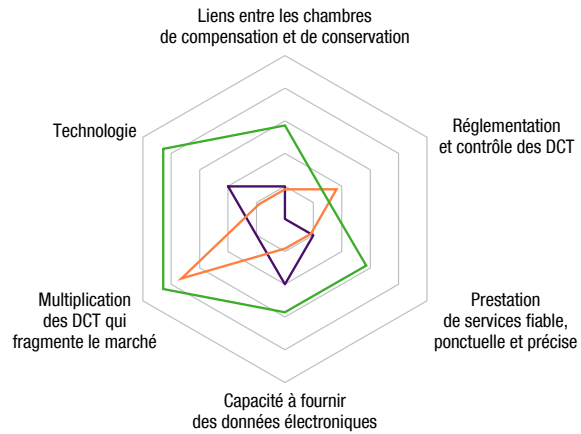 Liens entre les chambres
de compensation et de conservation
Technologie
Réglementation
et contrôle des DCT
Multiplication
des DCT qui
fragmente le marché
Prestation
de services fiable,
ponctuelle et précise
Capacité à fournir
des données électroniques